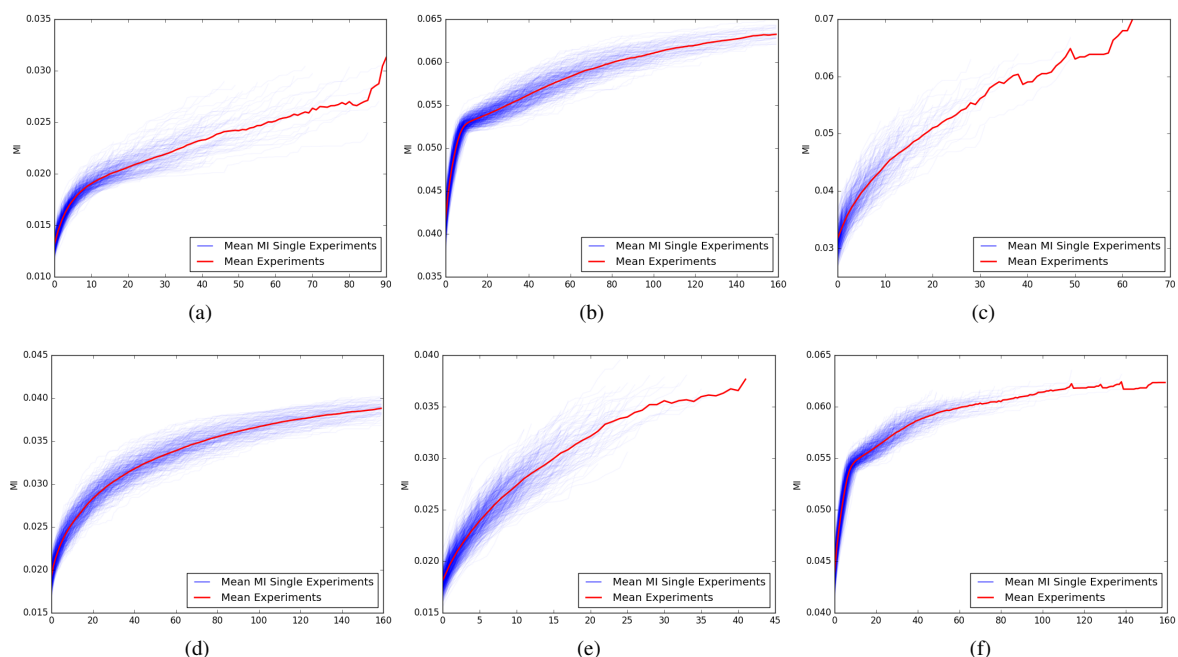 0.035
0.030
0.025
0.020
0.015
0.010
MI
0 10 20 30 40 50 60 70 80 90
Mean MI Single Experiments
Mean Experiments
(a)
0.065
0.060
0.055
0.050
0.045
0.040
0.035
MI
0 20 40 60 80 100 120 140 160
Mean MI Single Experiments
Mean Experiments
(b)
0.07
0.06
0.05
0.04
0.03
MI
0 10 20 30 40 50 60 70
Mean MI Single Experiments
Mean Experiments
(c)
0.045
0.040
0.035
0.030
0.025
0.020
0.015
MI
0 20 40 60 80 100 120 140 160
Mean MI Single Experiments
Mean Experiments
(d)
0.040
0.035
0.030
0.025
0.020
0.015
MI
0 5 10 15 20 25 30 35 40 45
Mean MI Single Experiments
Mean Experiments
(e)
0.065
0.060
0.055
0.050
0.045
0.040
MI
0 20 40 60 80 100 120 140 160
Mean MI Single Experiments
Mean Experiments
(f)